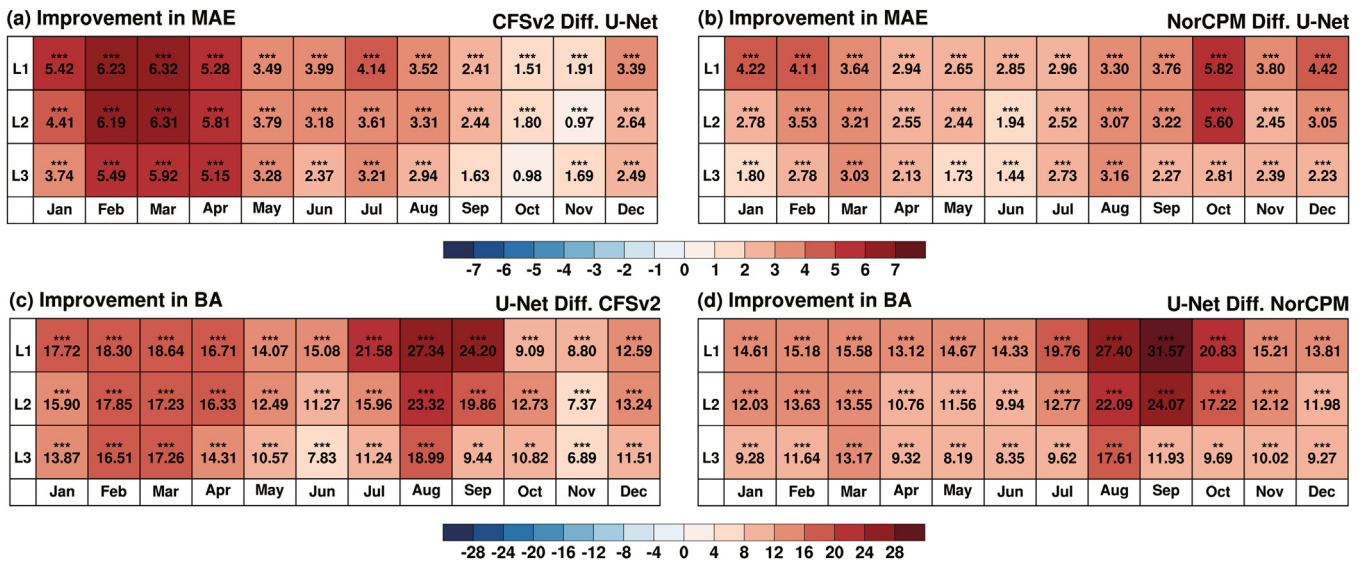 (a) Improvement in MAE CFSv2 Diff. U-Net
*** *** *** *** *** *** *** *** *** *** *** ***
L1 5.42 6.23 6.32 5.28 3.49 3.99 4.14 3.52 2.41 1.51 1.91 3.39
*** *** *** *** *** *** *** *** *** *** *** ***
L2 4.41 6.19 6.31 5.81 3.79 3.18 3.61 3.31 2.44 1.80 0.97 2.64
*** *** *** *** *** *** *** *** *** ***
L3 3.74 5.49 5.92 5.15 3.28 2.37 3.21 2.94 1.63 0.98 1.69 2.49
Jan Feb Mar Apr May Jun Jul Aug Sep Oct Nov Dec
(b) Improvement in MAE NorCPM Diff. U-Net
*** *** *** *** *** *** *** *** *** *** *** ***
L1 4.22 4.11 3.64 2.94 2.65 2.85 2.96 3.30 3.76 5.82 3.80 4.42
*** *** *** *** *** *** *** *** *** *** *** ***
L2 2.78 3.53 3.21 2.55 2.44 1.94 2.52 3.07 3.22 5.60 2.45 3.05
*** *** *** *** *** *** *** *** *** *** *** ***
L3 1.80 2.78 3.03 2.13 1.73 1.44 2.73 3.16 2.27 2.81 2.39 2.23
Jan Feb Mar Apr May Jun Jul Aug Sep Oct Nov Dec
-7 -6 -5 -4 -3 -2 -1 0 1 2 3 4 5 6 7
(c) Improvement in BA U-Net Diff. CFSv2
*** *** *** *** *** *** *** *** *** *** *** ***
L1 17.72 18.30 18.64 16.71 14.07 15.08 21.58 27.34 24.20 9.09 8.80 12.59
*** *** *** *** *** *** *** *** *** *** *** ***
L2 15.90 17.85 17.23 16.33 12.49 11.27 15.96 23.32 19.86 12.73 7.37 13.24
*** *** *** *** *** *** *** *** ** ** *** ***
L3 13.87 16.51 17.26 14.31 10.57 7.83 11.24 18.99 9.44 10.82 6.89 11.51
Jan Feb Mar Apr May Jun Jul Aug Sep Oct Nov Dec
(d) Improvement in BA U-Net Diff. NorCPM
*** *** *** *** *** *** *** *** *** *** *** ***
L1 14.61 15.18 15.58 13.12 14.67 14.33 19.76 27.40 31.57 20.83 15.21 13.81
*** *** *** *** *** *** *** *** *** *** *** ***
L2 12.03 13.63 13.55 10.76 11.56 9.94 12.77 22.09 24.07 17.22 12.12 11.98
*** *** *** *** *** *** *** *** *** ** *** ***
L3 9.28 11.64 13.17 9.32 8.19 8.35 9.62 17.61 11.93 9.69 10.02 9.27
Jan Feb Mar Apr May Jun Jul Aug Sep Oct Nov Dec
-28 -24 -20 -16 -12 -8 -4 0 4 8 12 16 20 24 28